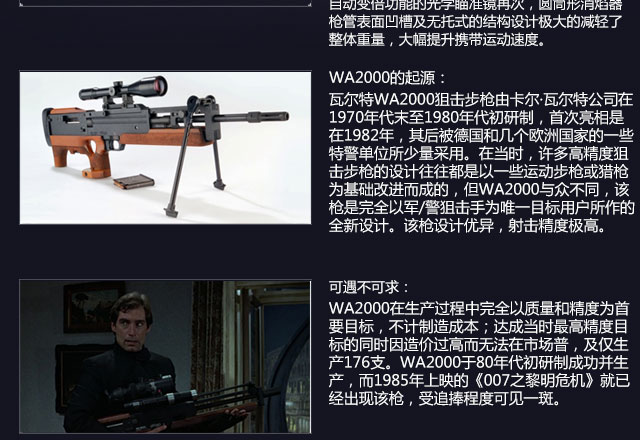 自动变倍功能的光学瞄准镜再次，圆筒形消焰器
枪管表面凹槽及无托式的结构设计极大的减轻了
整体重量，大幅提升携带运动速度。
WA2000的起源：
瓦尔特WA2000狙击步枪由卡尔·瓦尔特公司在
1970年代末至1980年代初研制，首次亮相是
在1982年，其后被德国和几个欧洲国家的一些
特警单位所少量采用。在当时，许多高精度狙
击步枪的设计往往都是以一些运动步枪或猎枪
为基础改进而成的，但WA2000与众不同，该
枪是完全以军/警狙击手为唯一目标用户所作的
全新设计。该枪设计优异，射击精度极高。
可遇不可求：
WA2000在生产过程中完全以质量和精度为首
要目标，不计制造成本；达成当时最高精度目
标的同时因造价过高而无法在市场普，及仅生
产176支。WA2000于80年代初研制成功并生
产，而1985年上映的《007之黎明危机》就已
经出现该枪，受追捧程度可见一斑。